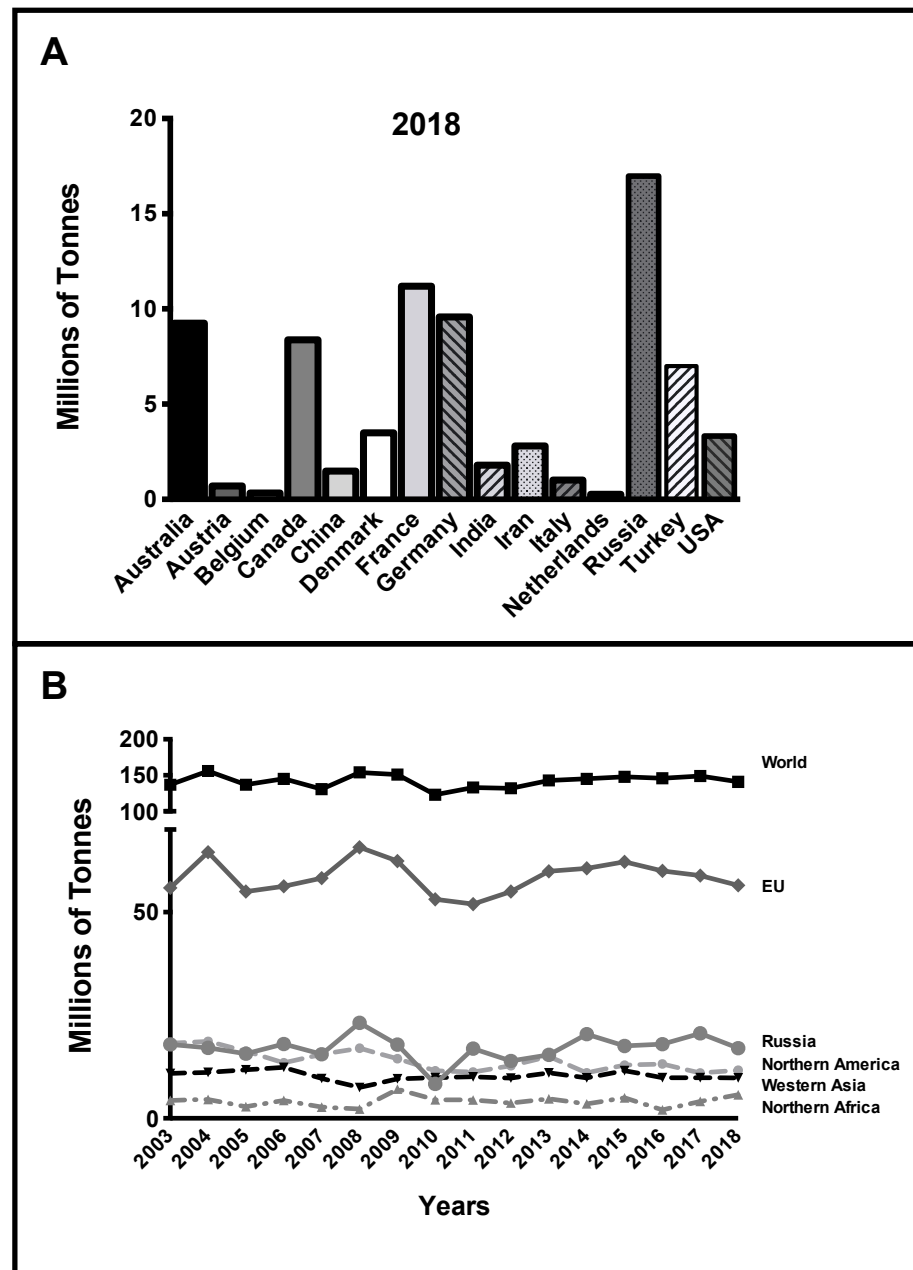 A
2018
Millions of Tonnes
20
15
10
5
0
Australia
Austria
Belgium
Canada
China
Denmark
France
Germany
India
Iran
Italy
Netherlands
Russia
Turkey
USA
B
Millions of Tonnes
200
150
100
50
0
World
EU
Russia
Northern America
Western Asia
Northern Africa
2003
2004
2005
2006
2007
2008
2009
2010
2011
2012
2013
2014
2015
2016
2017
2018
Years